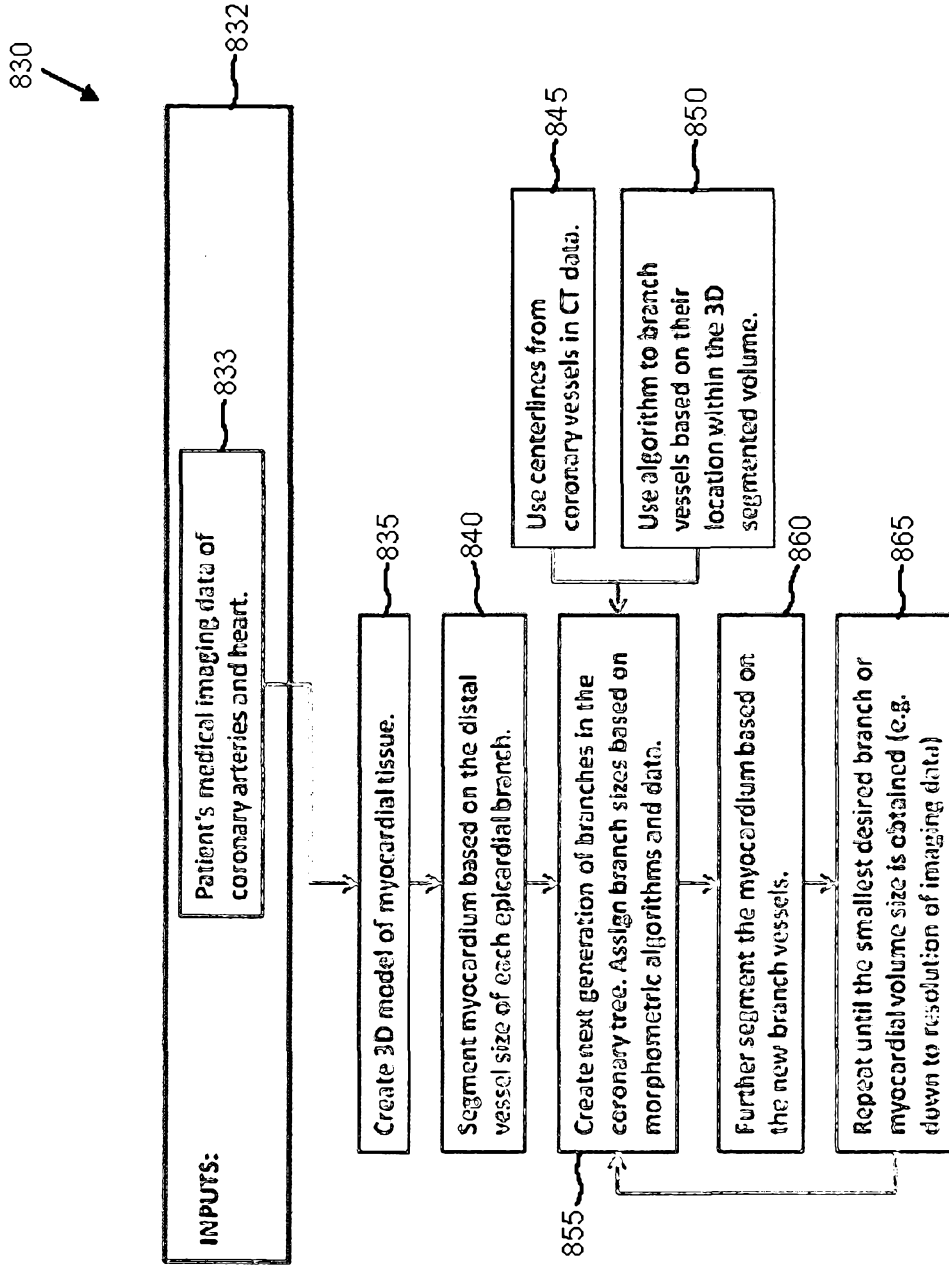 830
832
INPUTS:
833
Patient's medical imaging data of
coronary arteries and heart.
835
Create 3D model of myocardial tissue.
840
Segment myocardium based on the distal
vessel size of each epicardial branch.
845
Use centerlines from
coronary vessels in CT data.
850
Use algorithm to branch
vessels based on their
location within the 3D
segmented volume.
855
Create next generation of branches in the
coronary tree. Assign branch sizes based on
morphometric algorithms and data.
860
Further segment the myocardium based on
the new branch vessels.
865
Repeat until the smallest desired branch or
myocardial volume size is obtained (e.g.
down to resolution of imaging data)